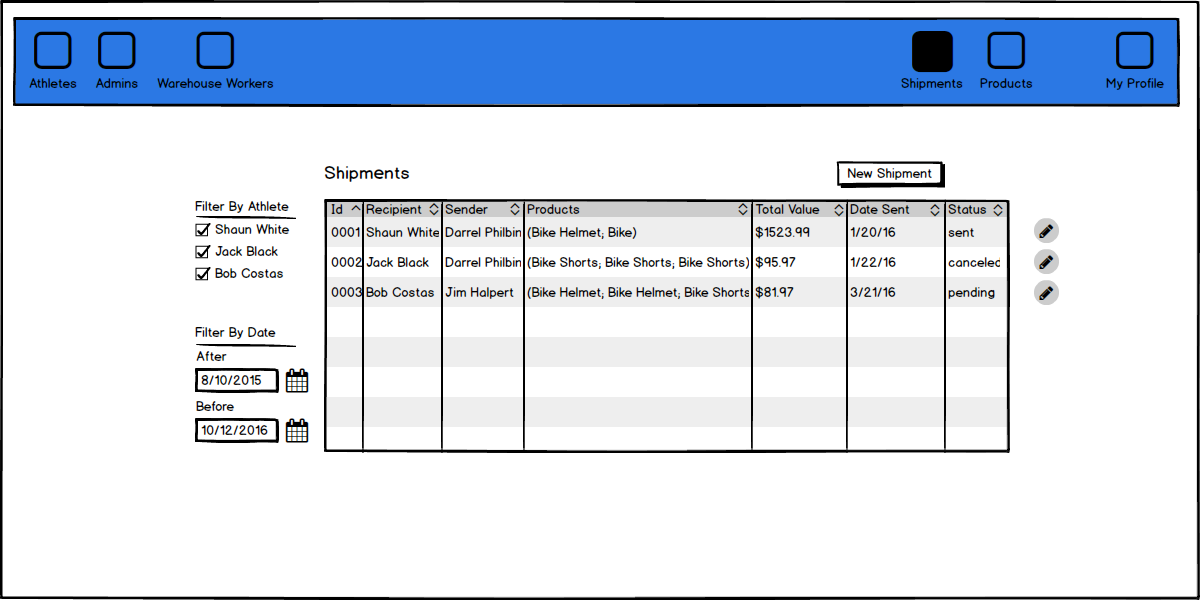 Athletes Admins Warehouse Workers Shipments Products My Profile
Shipments New Shipment
Filter By Athlete
Shaun White
Jack Black
Bob Costas
Filter By Date
After
8/10/2015
Before
10/12/2016
Id Recipient Sender Products Total Value Date Sent Status
0001 Shaun White Darrel Philbin (Bike Helmet; Bike) $1523.99 1/20/16 sent
0002 Jack Black Darrel Philbin (Bike Shorts; Bike Shorts; Bike Shorts) $95.97 1/22/16 canceled
0003 Bob Costas Jim Halpert (Bike Helmet; Bike Helmet; Bike Shorts $81.97 3/21/16 pending